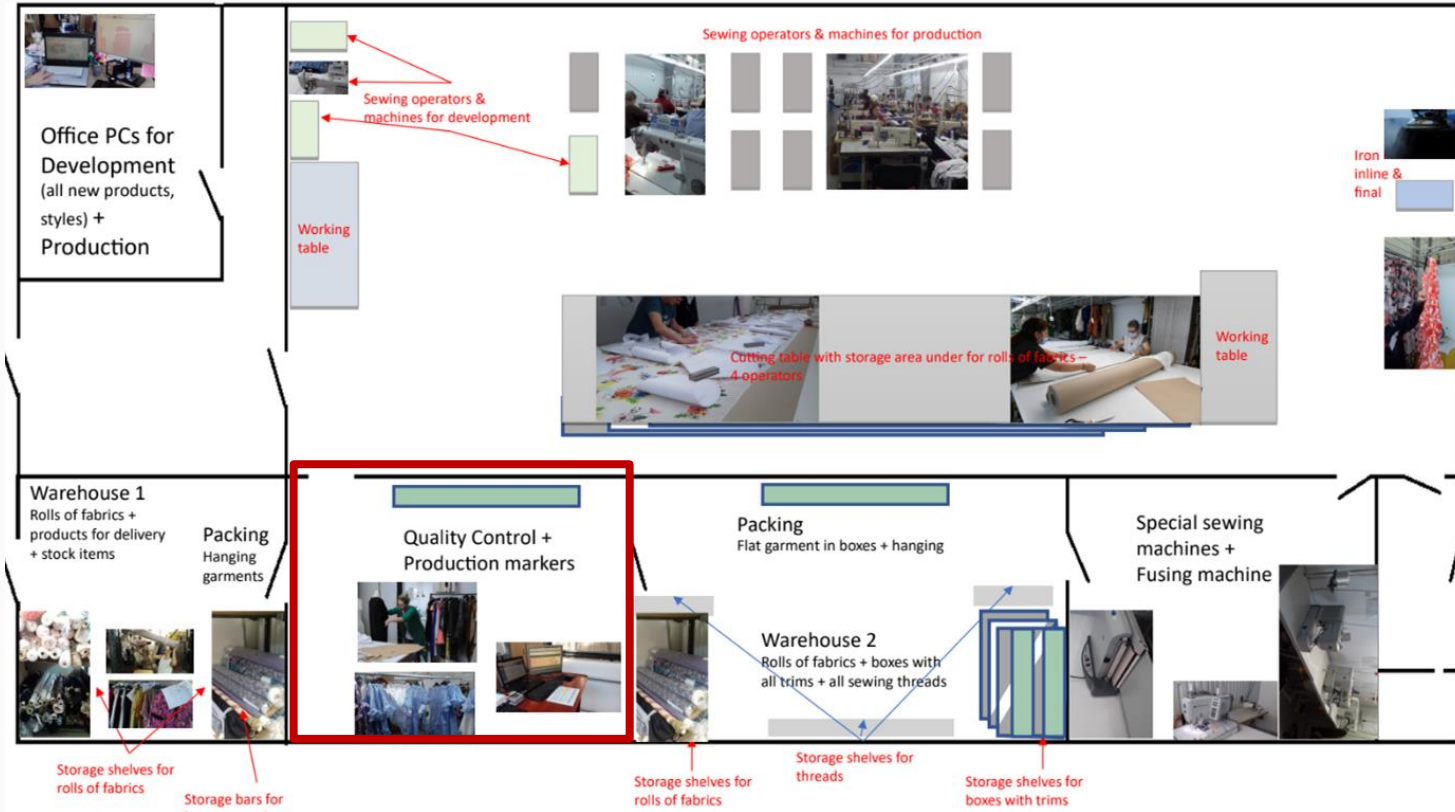 Office PCs for
Development
(all new products,
styles) +
Production
Sewing operators &
machines for development
Working
table
Sewing operators & machines for production
Iron
inline &
final
Cutting table with storage area under for rolls of fabrics –
4 operators
Working
table
Warehouse 1
Rolls of fabrics +
products for delivery
+ stock items
Packing
Hanging
garments
Quality Control +
Production markers
Packing
Flat garment in boxes + hanging
Warehouse 2
Rolls of fabrics + boxes with
all trims + all sewing threads
Special sewing
machines +
Fusing machine
Storage shelves for
rolls of fabrics
Storage bars for
Storage shelves for
rolls of fabrics
Storage shelves for
threads
Storage shelves for
boxes with trims